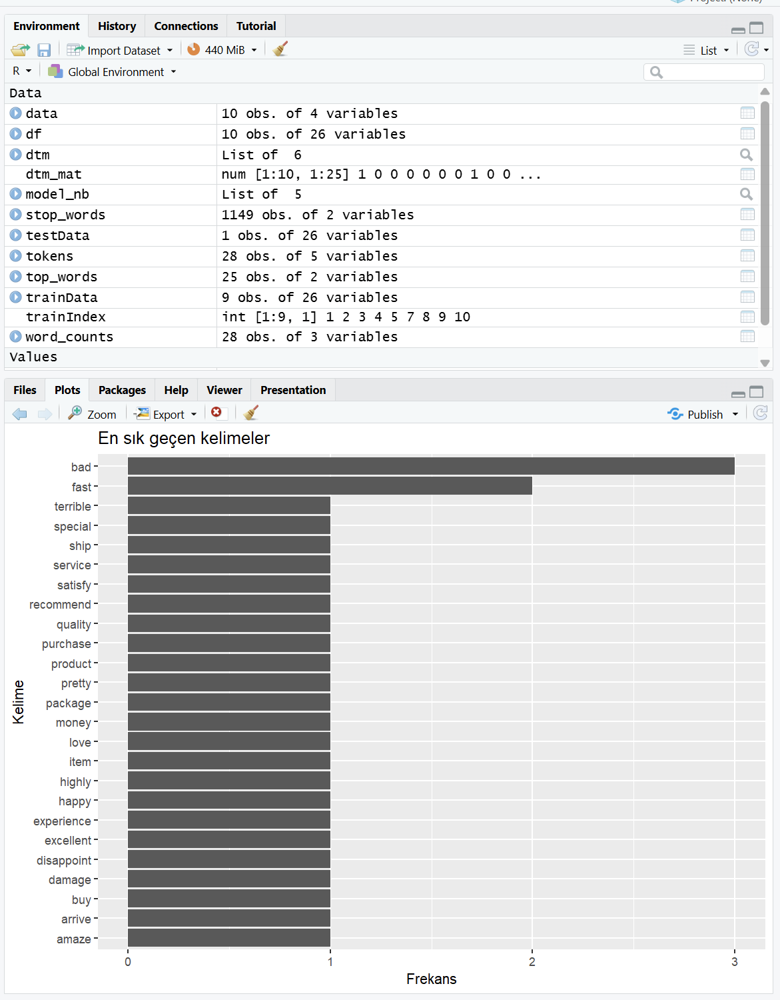 Project: (None)
Environment History Connections Tutorial
Import Dataset 440 MiB List
R Global Environment
Data
data 10 obs. of 4 variables
df 10 obs. of 26 variables
dtm List of  6
dtm_mat num [1:10, 1:25] 1 0 0 0 0 0 0 1 0 0 ...
model_nb List of  5
stop_words 1149 obs. of 2 variables
testData 1 obs. of 26 variables
tokens 28 obs. of 5 variables
top_words 25 obs. of 2 variables
trainData 9 obs. of 26 variables
trainIndex int [1:9, 1] 1 2 3 4 5 7 8 9 10
word_counts 28 obs. of 3 variables
Values
Files Plots Packages Help Viewer Presentation
Zoom Export Publish
En sık geçen kelimeler
bad
fast
terrible
special
ship
service
satisfy
recommend
quality
purchase
product
pretty
package
money
love
item
highly
happy
experience
excellent
disappoint
damage
buy
arrive
amaze
Kelime
0 1 2 3
Frekans